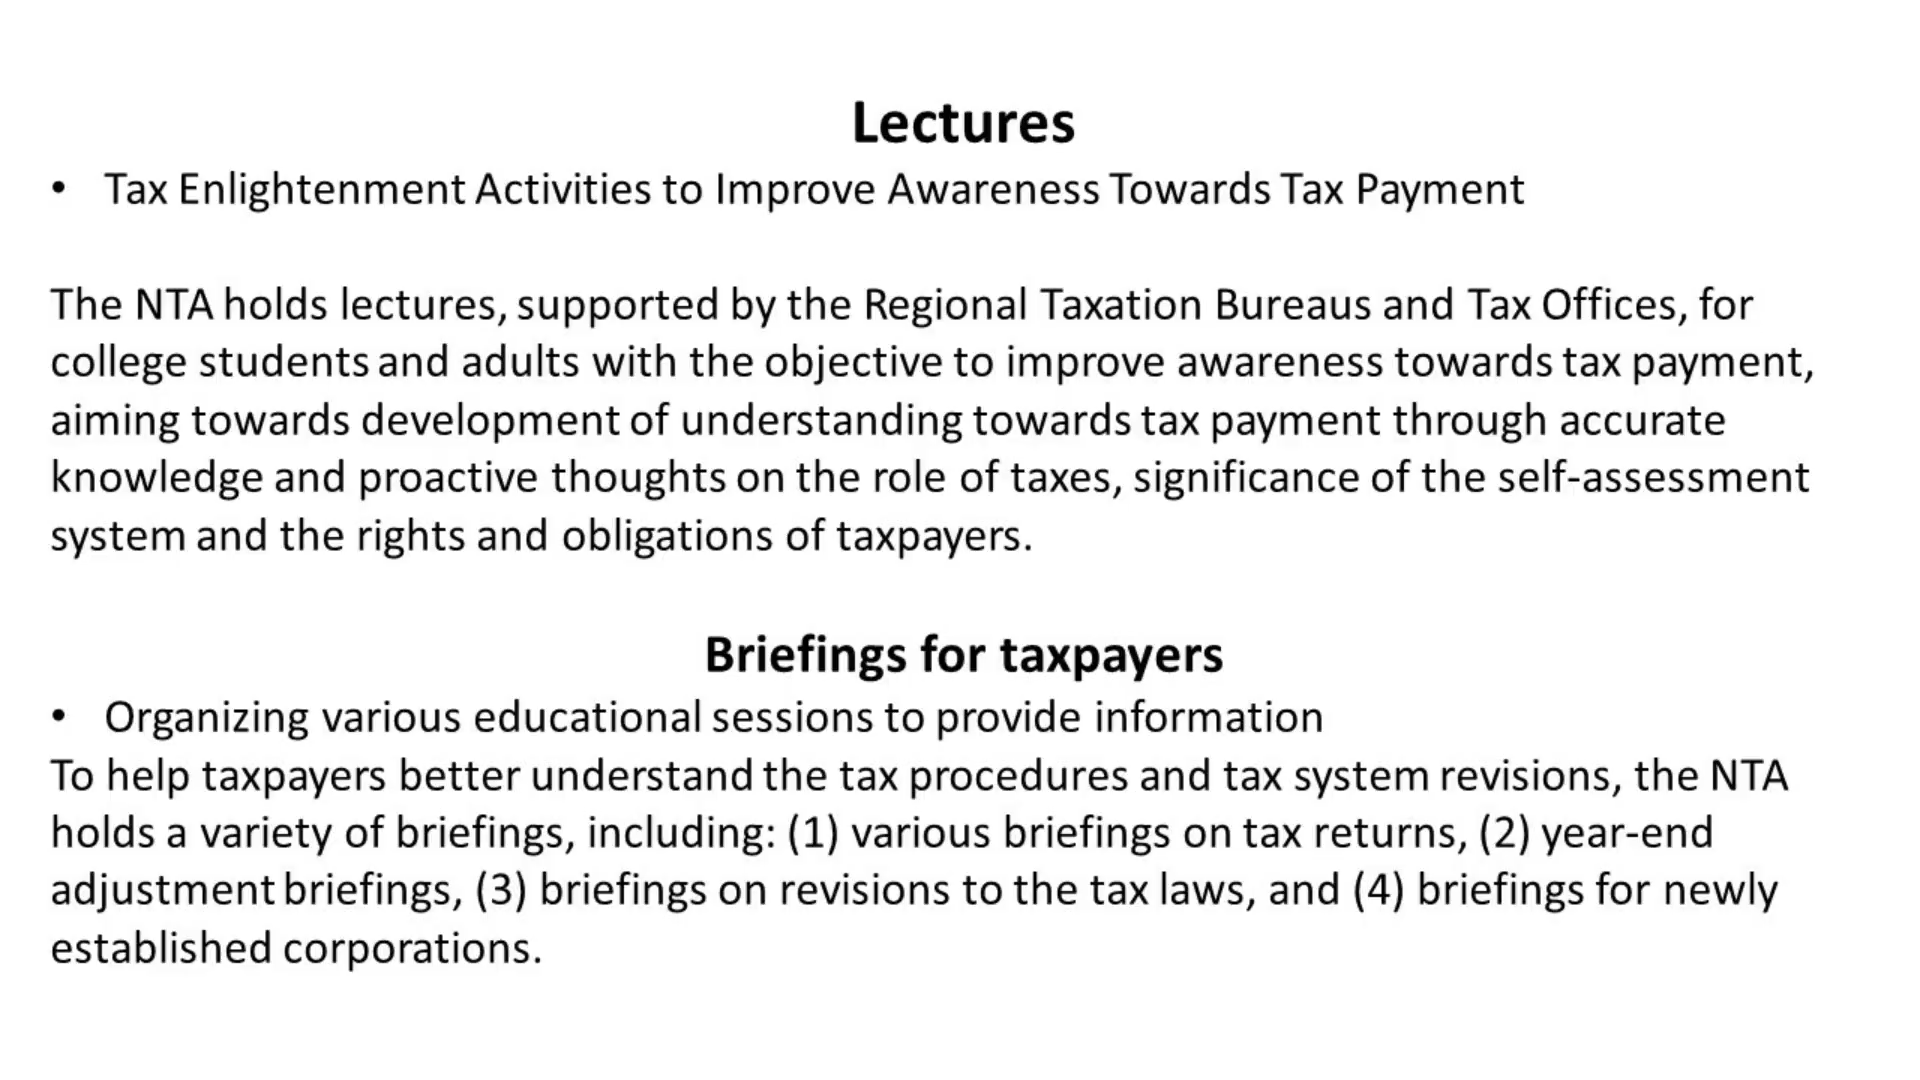 Lectures
• Tax Enlightenment Activities to Improve Awareness Towards Tax Payment
The NTA holds lectures, supported by the Regional Taxation Bureaus and Tax Offices, for
college students and adults with the objective to improve awareness towards tax payment,
aiming towards development of understanding towards tax payment through accurate
knowledge and proactive thoughts on the role of taxes, significance of the self-assessment
system and the rights and obligations of taxpayers.
Briefings for taxpayers
• Organizing various educational sessions to provide information
To help taxpayers better understand the tax procedures and tax system revisions, the NTA
holds a variety of briefings, including: (1) various briefings on tax returns, (2) year-end
adjustment briefings, (3) briefings on revisions to the tax laws, and (4) briefings for newly
established corporations.